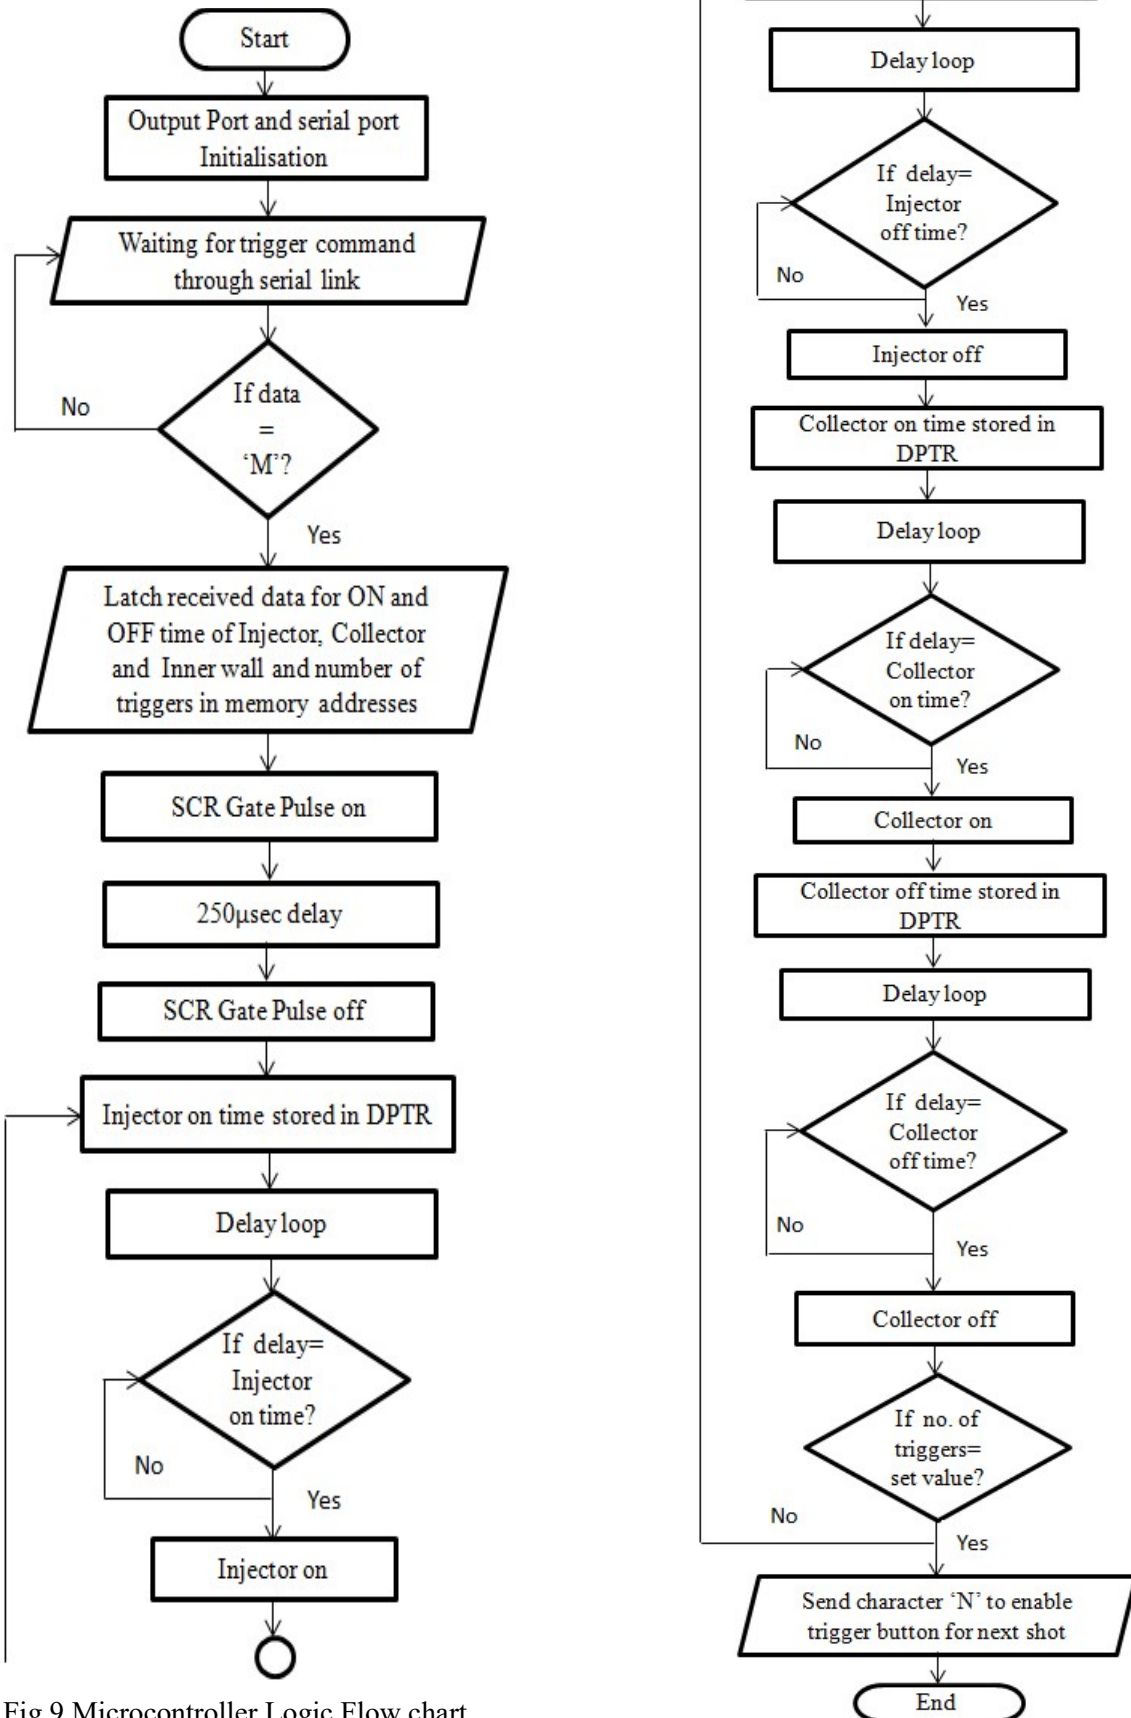 Start
Output Port and serial port
Initialisation
Waiting for trigger command
through serial link
If data
=
‘M’?
No
Yes
Latch received data for ON and
OFF time of Injector, Collector
and Inner wall and number of
triggers in memory addresses
SCR Gate Pulse on
250µsec delay
SCR Gate Pulse off
Injector on time stored in DPTR
Delay loop
If delay=
Injector
on time?
No
Yes
Injector on
Fig 9 Microcontroller Logic Flow chart
Delay loop
If delay=
Injector
off time?
No
Yes
Injector off
Collector on time stored in
DPTR
Delay loop
If delay=
Collector
on time?
No
Yes
Collector on
Collector off time stored in
DPTR
Delay loop
If delay=
Collector
off time?
No
Yes
Collector off
If no. of
triggers=
set value?
No
Yes
Send character ‘N’ to enable
trigger button for next shot
End